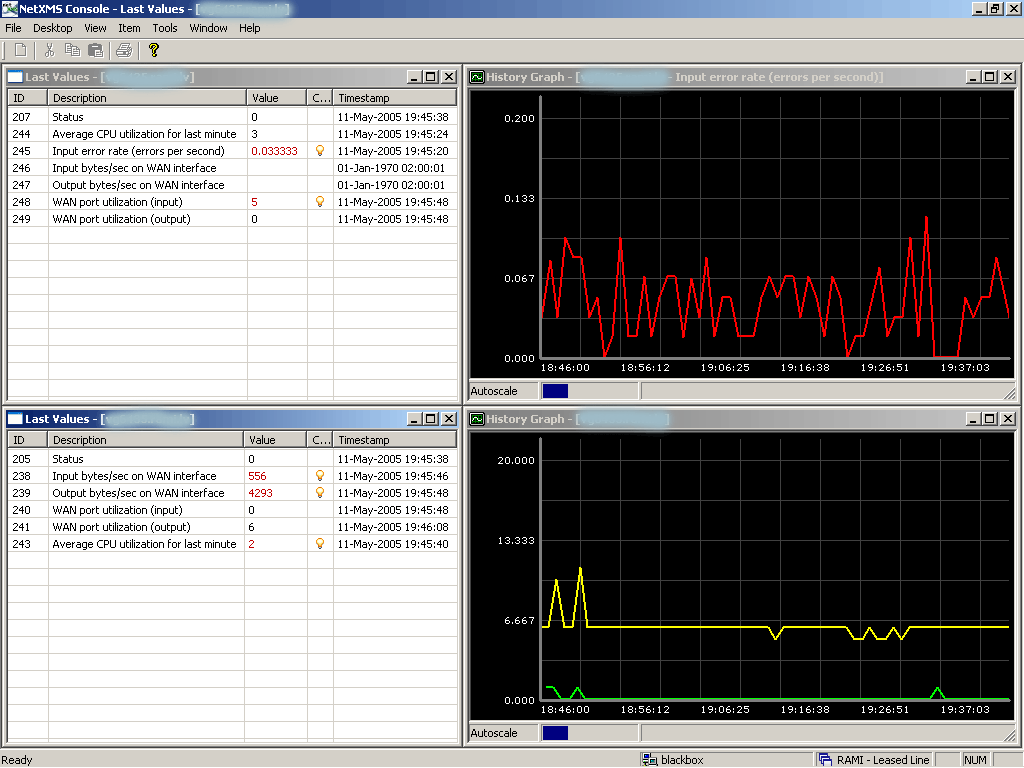 NetXMS Console - Last Values - [
File Desktop View Item Tools Window Help
Last Values - [ ]
ID Description Value C... Timestamp
207 Status 0 11-May-2005 19:45:38
244 Average CPU utilization for last minute 3 11-May-2005 19:45:24
245 Input error rate (errors per second) 0.033333 11-May-2005 19:45:20
246 Input bytes/sec on WAN interface 01-Jan-1970 02:00:01
247 Output bytes/sec on WAN interface 01-Jan-1970 02:00:01
248 WAN port utilization (input) 5 11-May-2005 19:45:48
249 WAN port utilization (output) 0 11-May-2005 19:45:48
History Graph - [ - Input error rate (errors per second)]
0.200
0.133
0.067
0.000
18:46:00 18:56:12 19:06:25 19:16:38 19:26:51 19:37:03
Autoscale
Last Values - [ ]
ID Description Value C... Timestamp
205 Status 0 11-May-2005 19:45:38
238 Input bytes/sec on WAN interface 556 11-May-2005 19:45:46
239 Output bytes/sec on WAN interface 4293 11-May-2005 19:45:48
240 WAN port utilization (input) 0 11-May-2005 19:45:48
241 WAN port utilization (output) 6 11-May-2005 19:46:08
243 Average CPU utilization for last minute 2 11-May-2005 19:45:40
History Graph - [ ]
20.000
13.333
6.667
0.000
18:46:00 18:56:12 19:06:25 19:16:38 19:26:51 19:37:03
Autoscale
Ready blackbox RAMI - Leased Line NUM